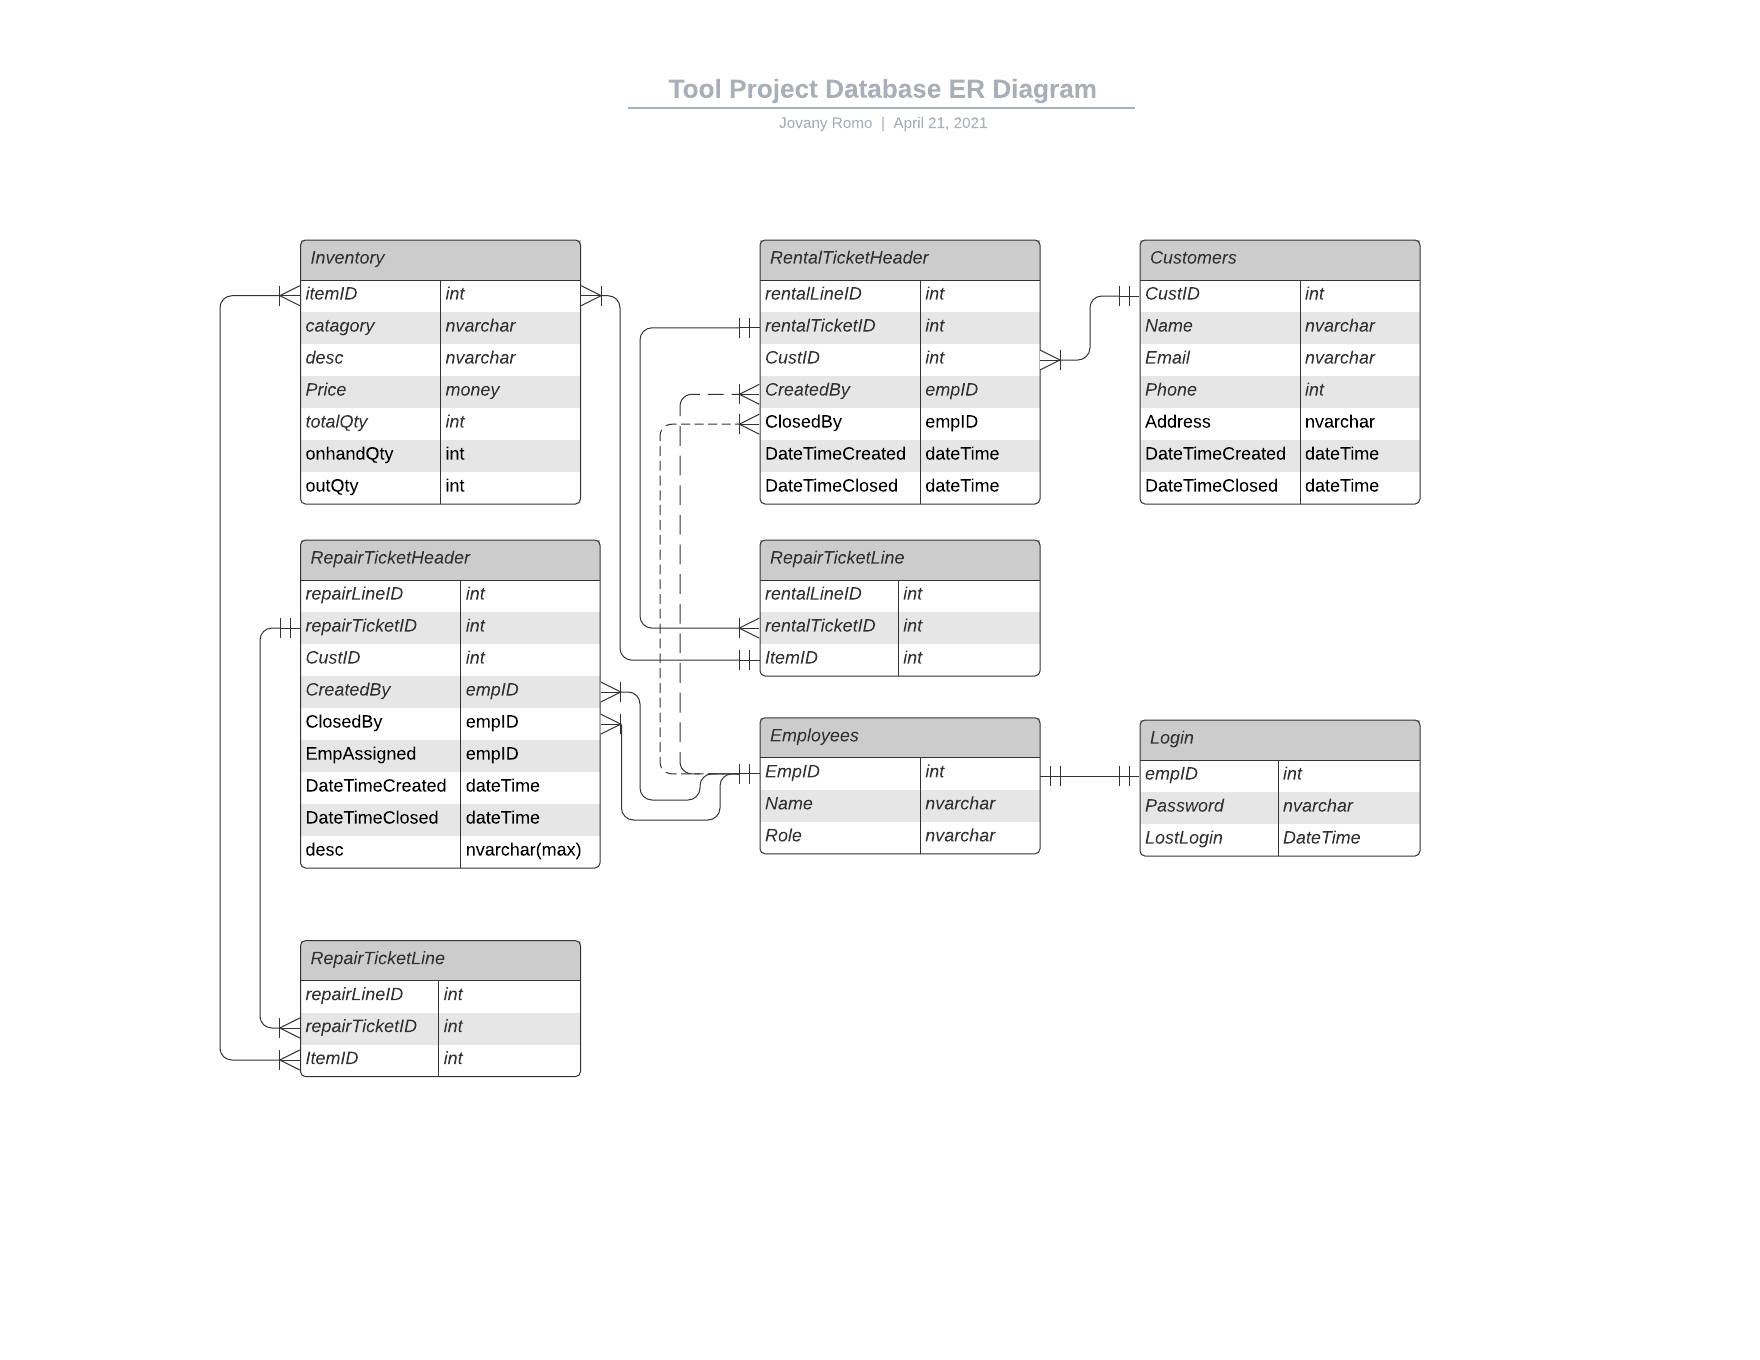 Tool Project Database ER Diagram
Jovany Romo | April 21, 2021
Inventory
itemID int
catagory nvarchar
desc nvarchar
Price money
totalQty int
onhandQty int
outQty int
RentalTicketHeader
rentalLineID int
rentalTicketID int
CustID int
CreatedBy empID
ClosedBy empID
DateTimeCreated dateTime
DateTimeClosed dateTime
Customers
CustID int
Name nvarchar
Email nvarchar
Phone int
Address nvarchar
DateTimeCreated dateTime
DateTimeClosed dateTime
RepairTicketHeader
repairLineID int
repairTicketID int
CustID int
CreatedBy empID
ClosedBy empID
EmpAssigned empID
DateTimeCreated dateTime
DateTimeClosed dateTime
desc nvarchar(max)
RepairTicketLine
rentalLineID int
rentalTicketID int
ItemID int
Employees
EmpID int
Name nvarchar
Role nvarchar
Login
empID int
Password nvarchar
LostLogin DateTime
RepairTicketLine
repairLineID int
repairTicketID int
ItemID int